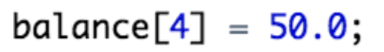 balance[4] = 50.0;